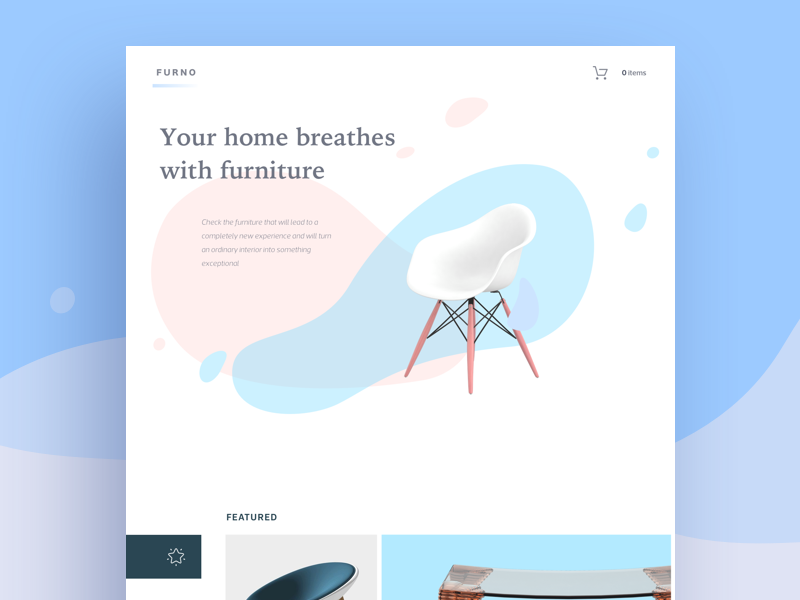 FURNO
0 items
Your home breathes
with furniture
Check the furniture that will lead to a
completely new experience and will turn
an ordinary interior into something
exceptional.
FEATURED